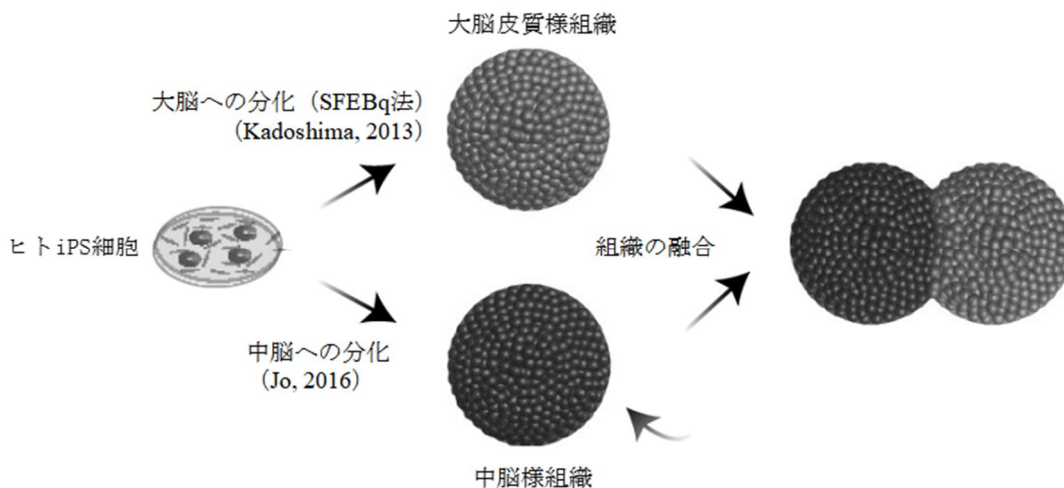 大脳皮質様組織
大脳への分化（SFEBq法）
（Kadoshima, 2013）
ヒトiPS細胞
組織の融合
中脳への分化
（Jo, 2016）
中脳様組織